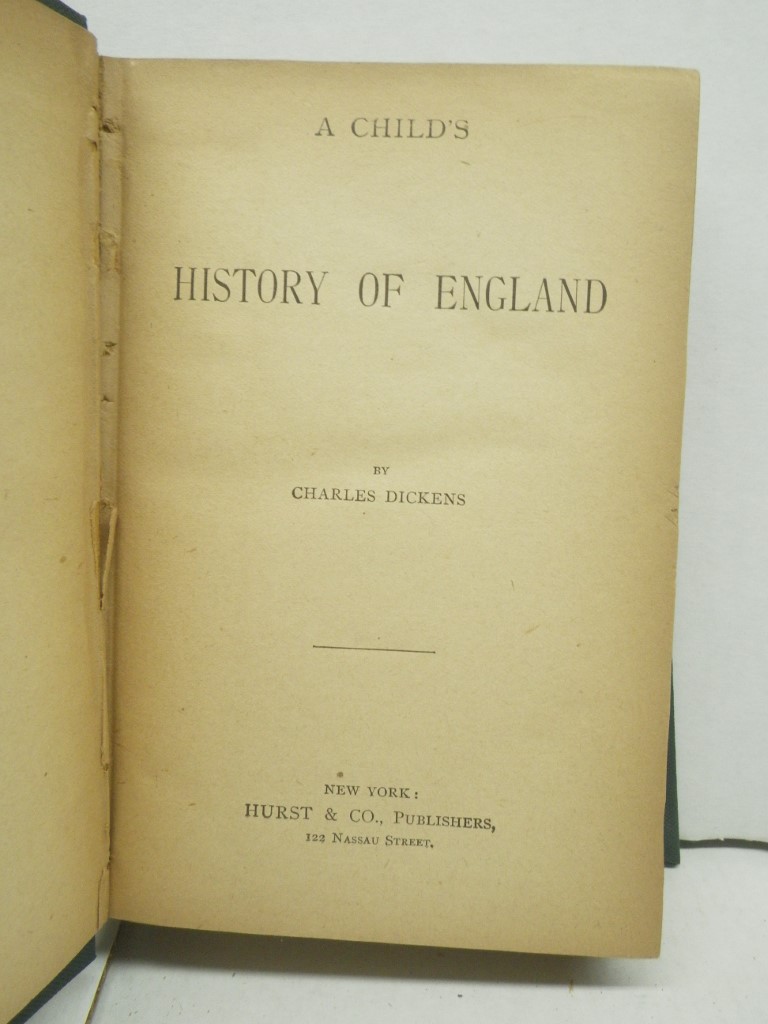 A CHILD'S
HISTORY OF ENGLAND
BY
CHARLES DICKENS
NEW YORK:
HURST & CO., PUBLISHERS,
122 NASSAU STREET.